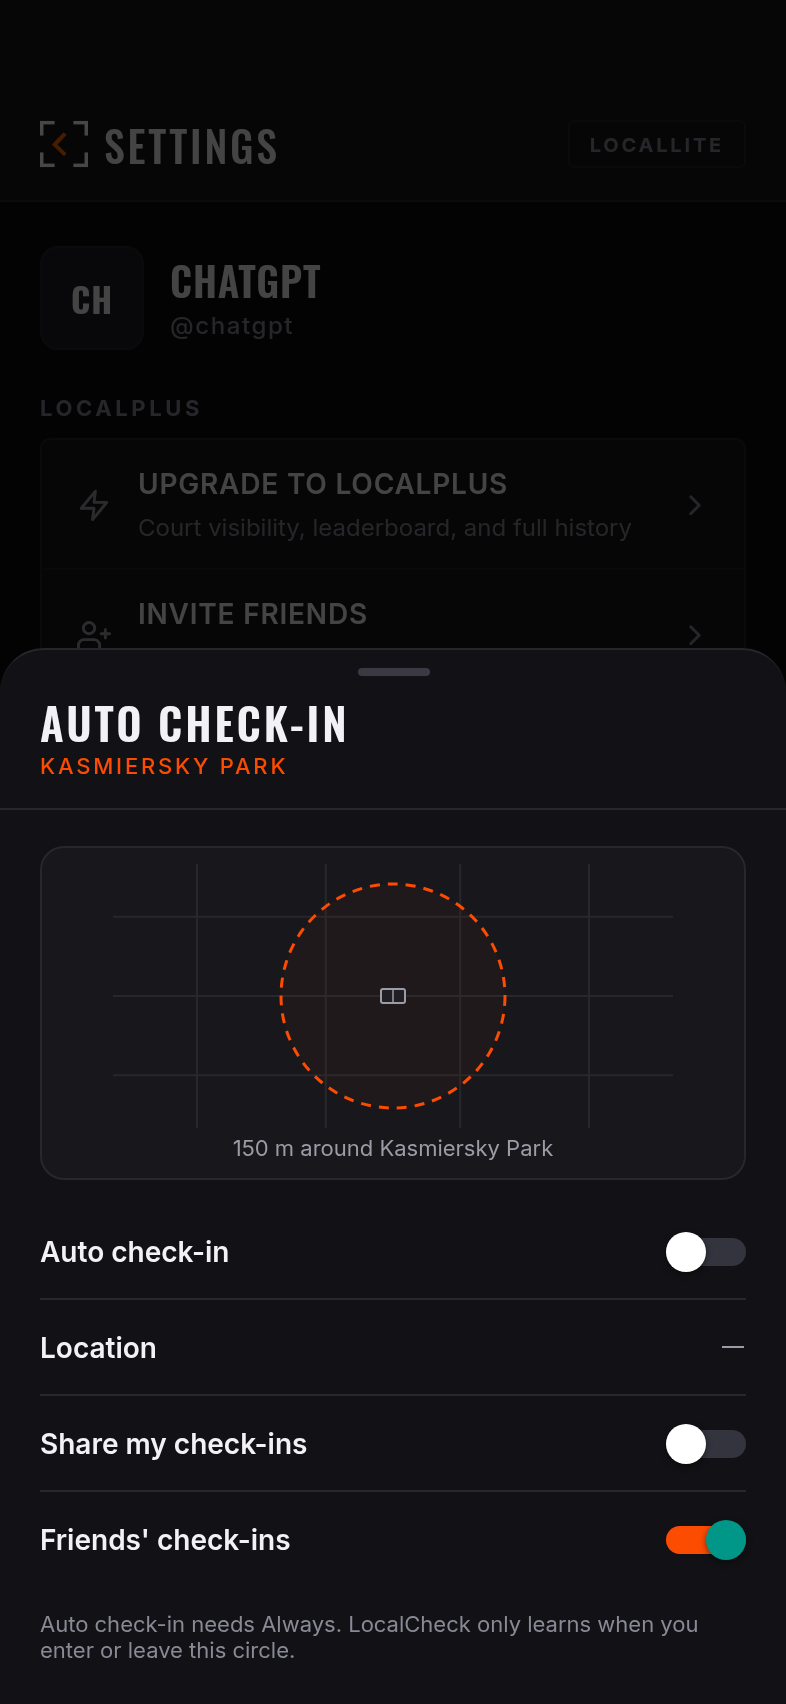 SETTINGS
LOCALLITE
CH
CHATGPT
@chatgpt
LOCALPLUS
UPGRADE TO LOCALPLUS
Court visibility, leaderboard, and full history
INVITE FRIENDS
AUTO CHECK-IN
KASMIERSKY PARK
150 m around Kasmiersky Park
Auto check-in
Location —
Share my check-ins
Friends' check-ins
Auto check-in needs Always. LocalCheck only learns when you
enter or leave this circle.